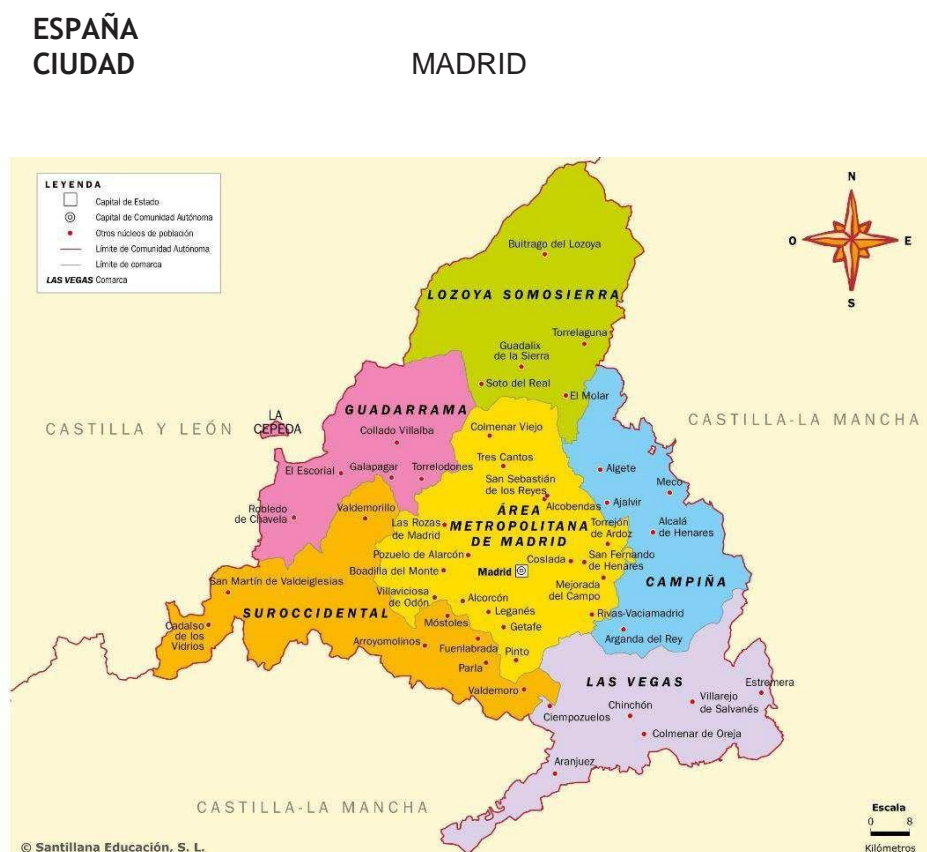 ESPAÑA
CIUDAD MADRID
LEYENDA
Capital de Estado
Capital de Comunidad Autónoma
Otros núcleos de población
Límite de Comunidad Autónoma
Límite de comarca
LAS VEGAS Comarca
N
O E
S
Buitrago del Lozoya
LOZOYA SOMOSIERRA
Torrelaguna
Guadalix
de la Sierra
Soto del Real
El Molar
GUADARRAMA
LA
CEPEDA
CASTILLA Y LEÓN
CASTILLA-LA MANCHA
Collado Villalba
Colmenar Viejo
El Escorial
Galapagar
Torrelodones
Tres Cantos
San Sebastián
de los Reyes
Alcobendas
Algete
Meco
Ajalvir
Robledo
de Chavela
Valdemorillo
Las Rozas
de Madrid
ÁREA
METROPOLITANA
DE MADRID
Torrejón
de Ardoz
Alcalá
de Henares
Pozuelo de Alarcón
Coslada
San Fernando
de Henares
Boadilla del Monte
Madrid
CAMPIÑA
San Martín de Valdeiglesias
Mejorada
del Campo
Villaviciosa
de Odón
Alcorcón
SUROCCIDENTAL
Leganés
Rivas-Vaciamadrid
Cadalso
de los
Vidrios
Móstoles
Getafe
Arganda del Rey
Arroyomolinos
Fuenlabrada
Pinto
Parla
LAS VEGAS
Valdemoro
Estremera
Villarejo
de Salvanés
Ciempozuelos
Chinchón
Colmenar de Oreja
Aranjuez
CASTILLA-LA MANCHA
Escala
0 8
Kilómetros
© Santillana Educación, S. L.